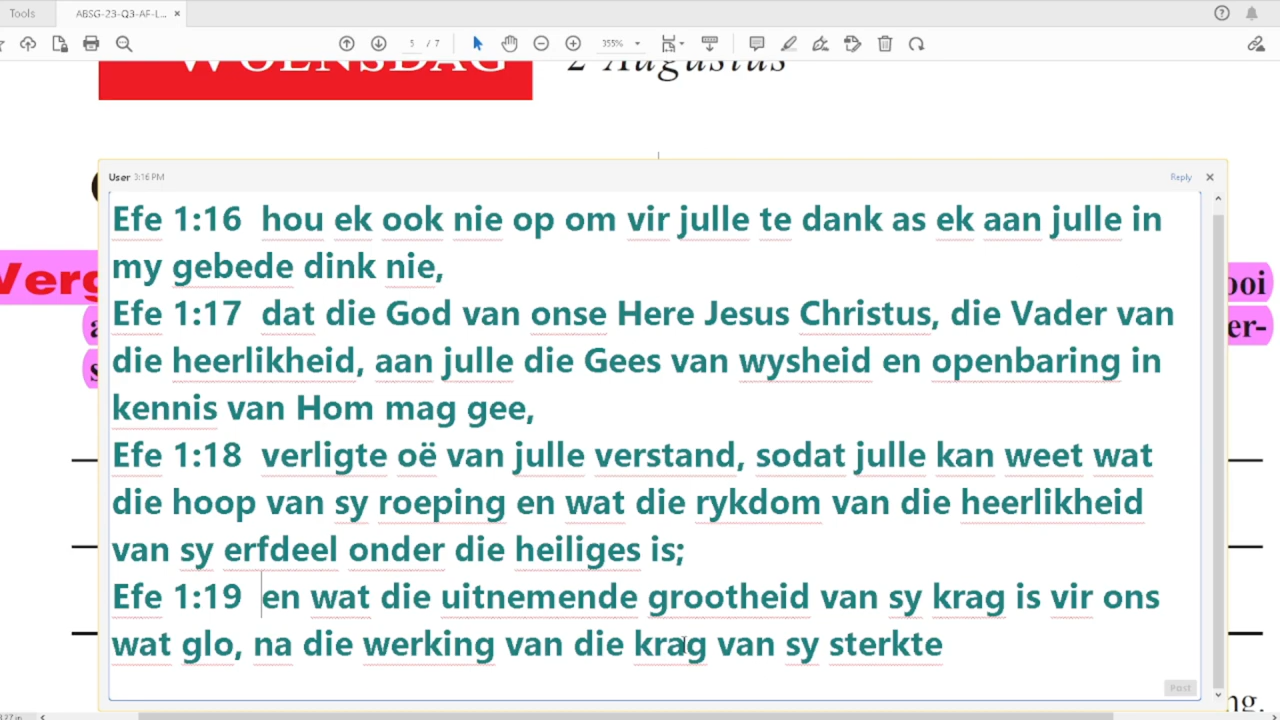 Tools
ABSG-23-Q3-AF-L... ×
5 / 7
355%
WOENSDAG 2 Augustus
User 3:16 PM
Reply
Efe 1:16 hou ek ook nie op om vir julle te dank as ek aan julle in
my gebede dink nie,
Efe 1:17 dat die God van onse Here Jesus Christus, die Vader van
die heerlikheid, aan julle die Gees van wysheid en openbaring in
kennis van Hom mag gee,
Efe 1:18 verligte oë van julle verstand, sodat julle kan weet wat
die hoop van sy roeping en wat die rykdom van die heerlikheid
van sy erfdeel onder die heiliges is;
Efe 1:19 en wat die uitnemende grootheid van sy krag is vir ons
wat glo, na die werking van die krag van sy sterkte
Post